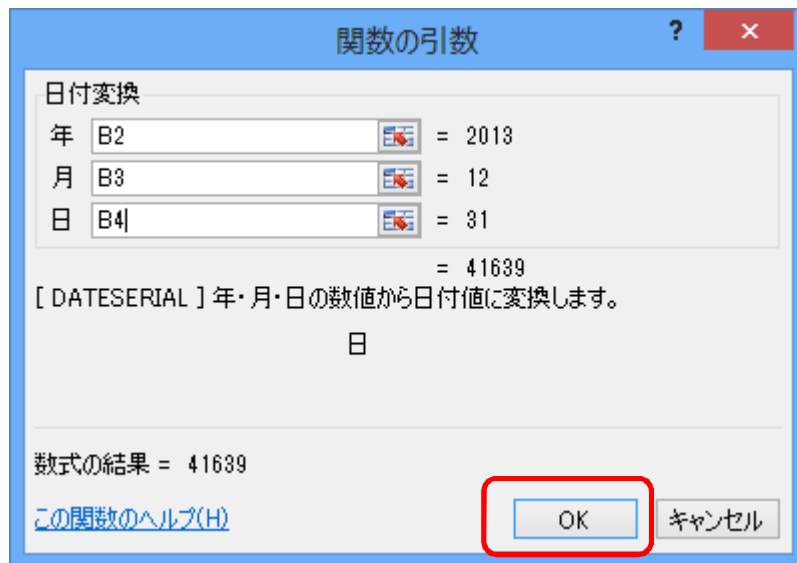 関数の引数 ? ×
日付変換
年 B2 = 2013
月 B3 = 12
日 B4 = 31
= 41639
[ DATESERIAL ] 年・月・日の数値から日付値に変換します。
日
数式の結果 = 41639
この関数のヘルプ(H) OK キャンセル